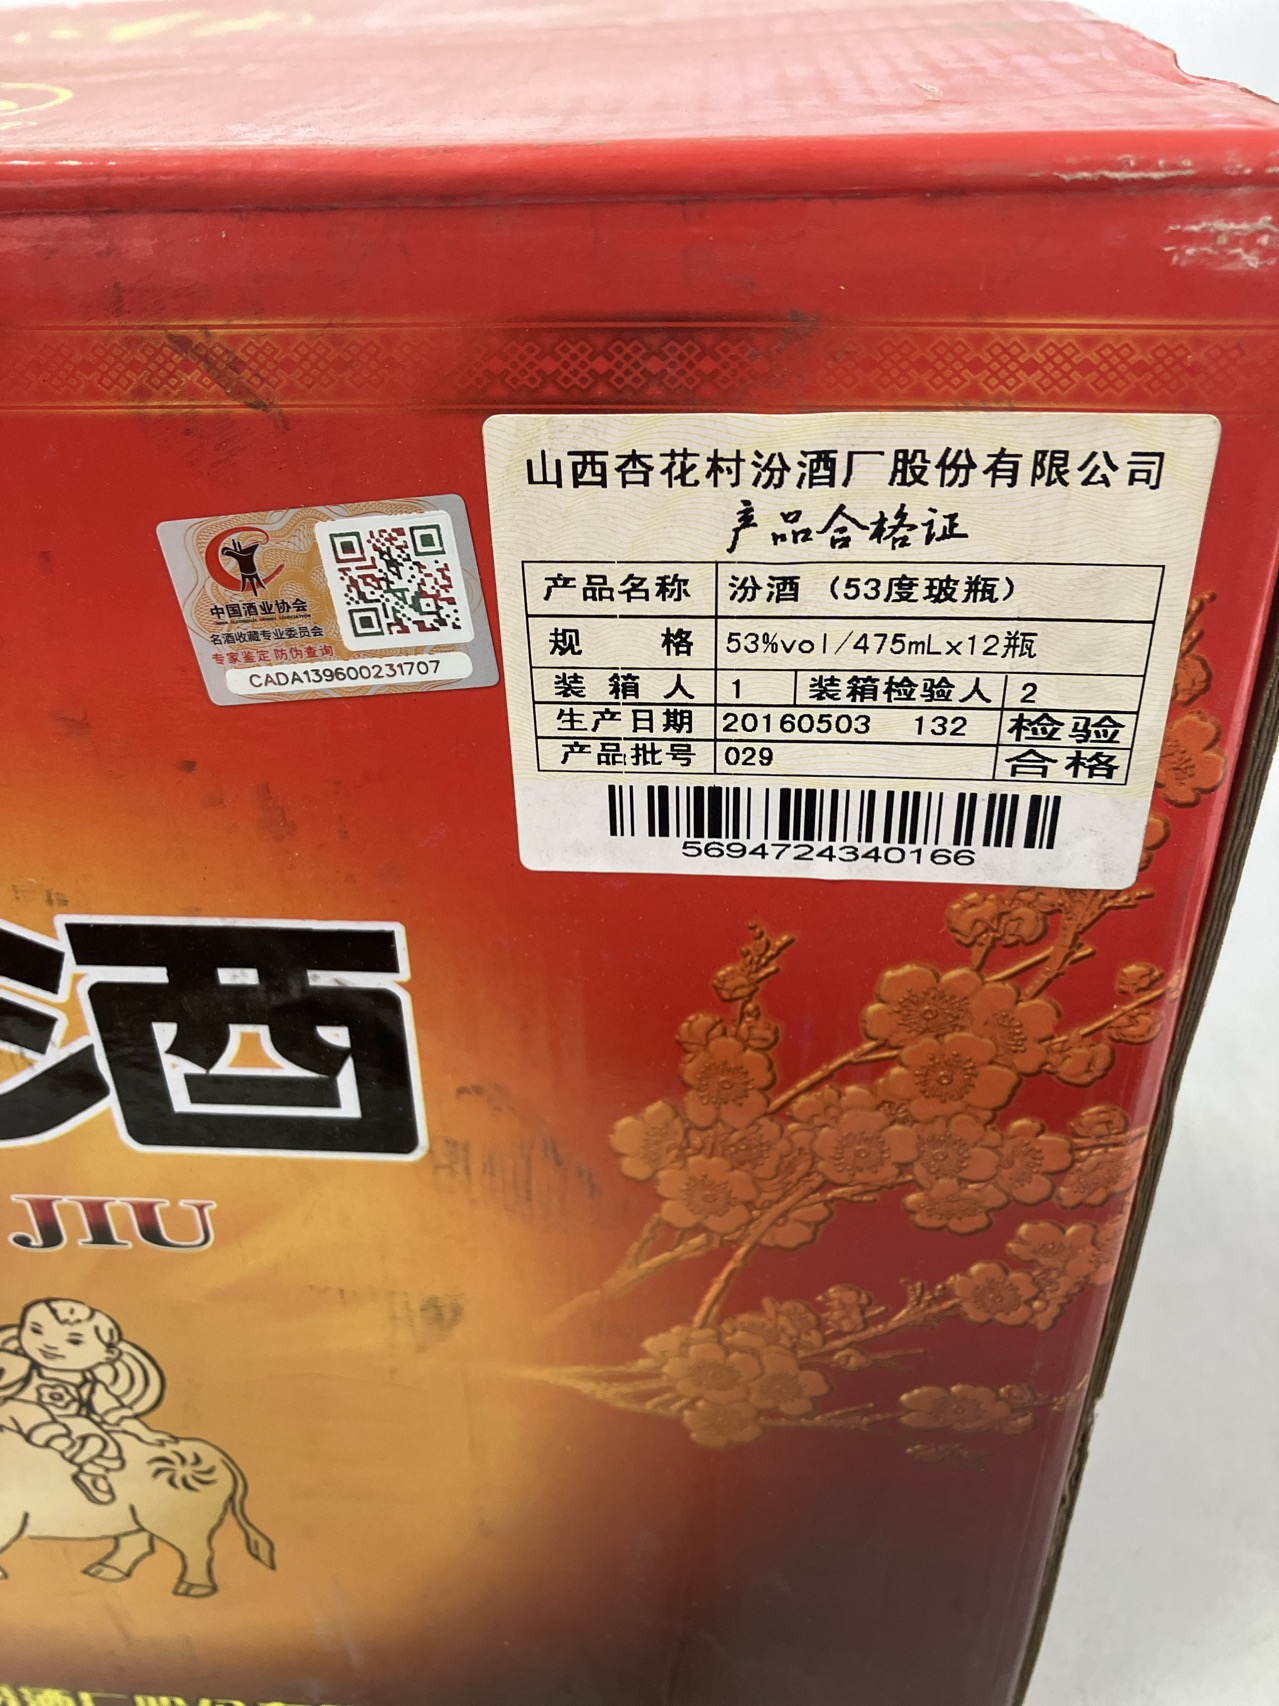 山西杏花村汾酒厂股份有限公司
产品合格证
产品名称 汾酒（53度玻瓶）
规 格 53%vol/475mLx12瓶
装箱人 1 装箱检验人 2
生产日期 20160503 132 检验
产品批号 029 合格
5694724340166
中国酒业协会
名酒收藏专业委员会
专家鉴定 防伪查询
CADA139600231707
酒
JIU